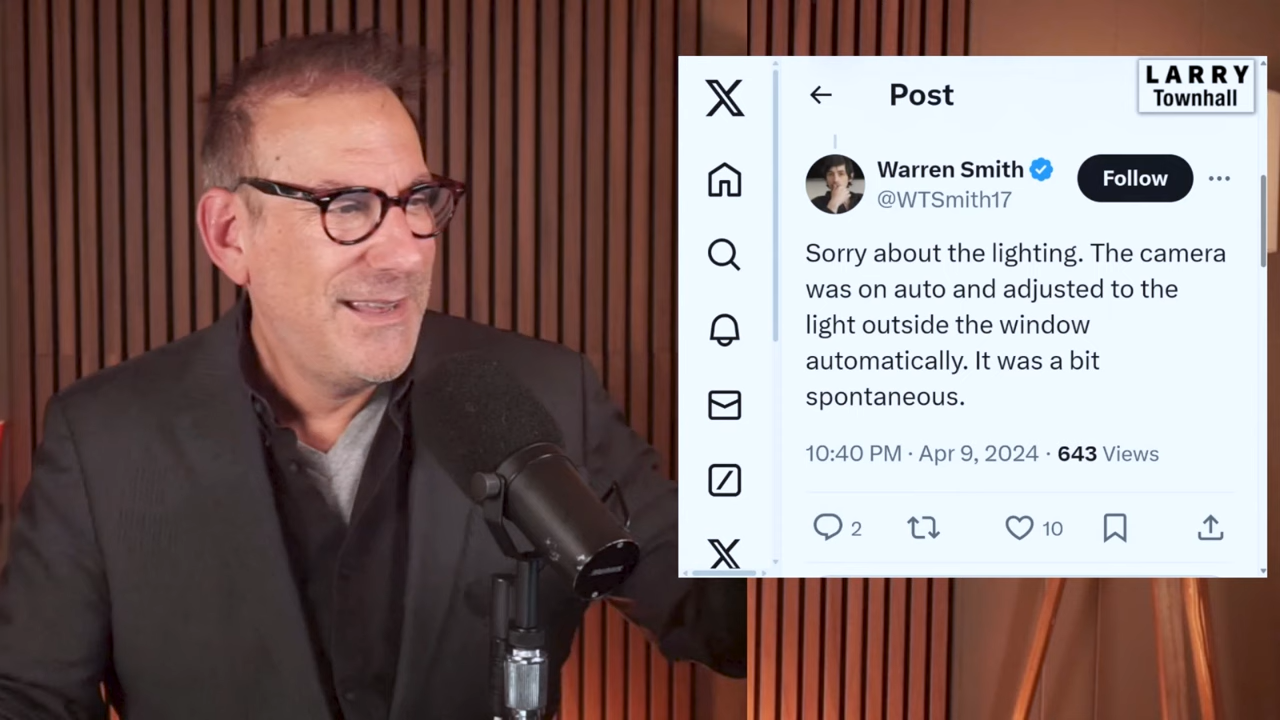 LARRY
Townhall
Post
Warren Smith
Follow
@WTSmith17
Sorry about the lighting. The camera
was on auto and adjusted to the
light outside the window
automatically. It was a bit
spontaneous.
10:40 PM · Apr 9, 2024 · 643 Views
2
10